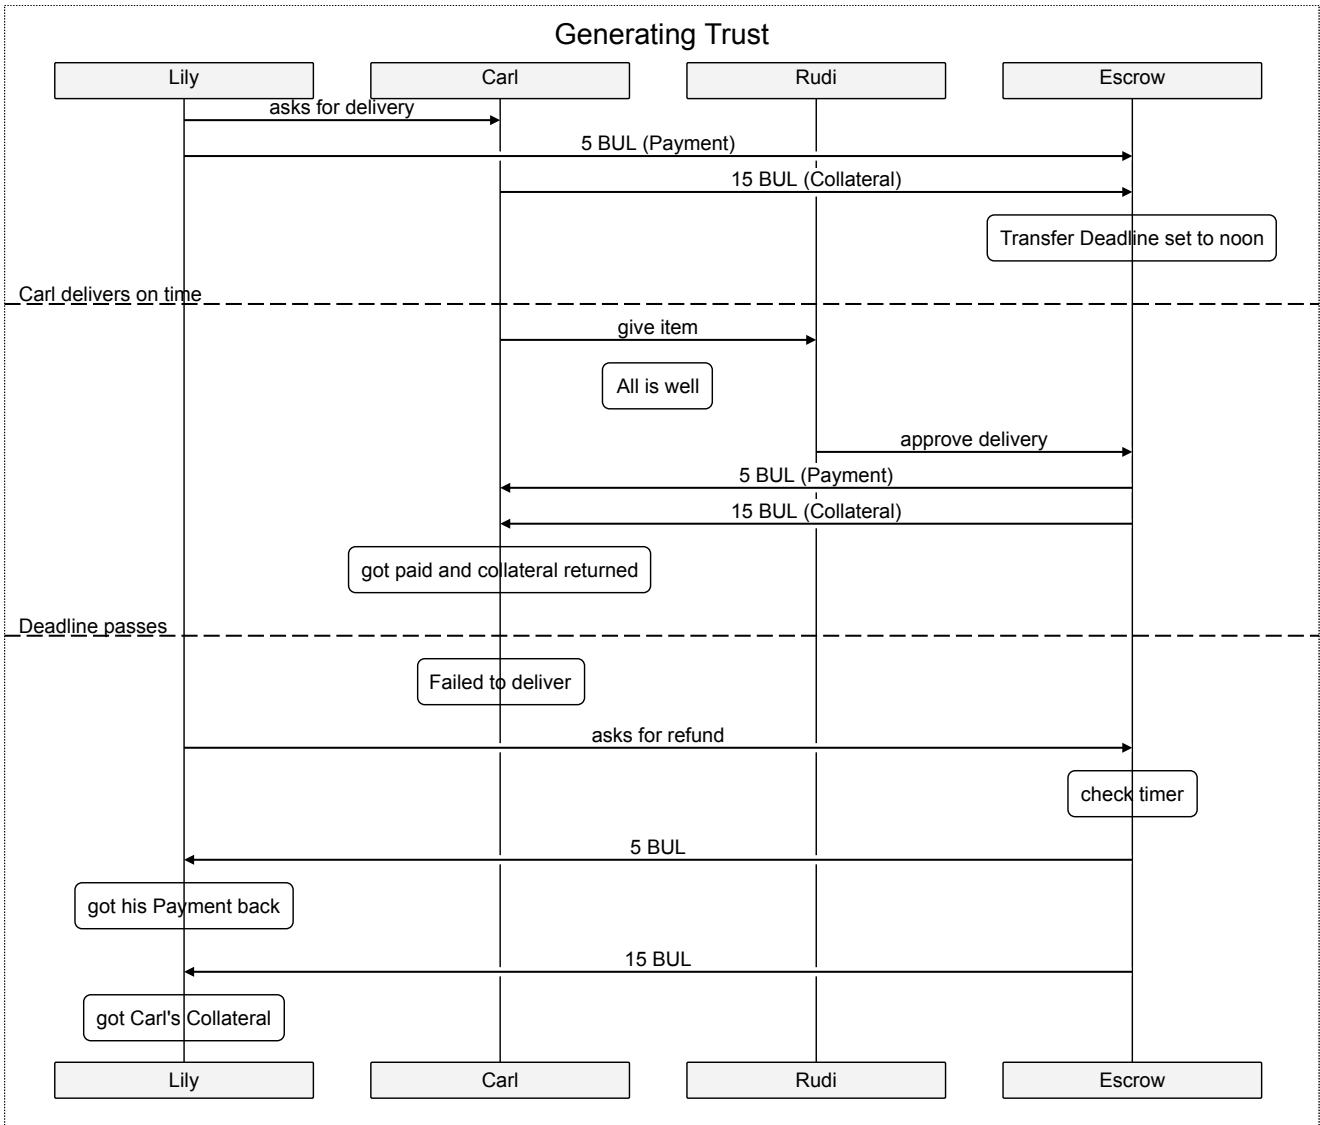 Generating Trust
Lily Carl Rudi Escrow
asks for delivery
5 BUL (Payment)
15 BUL (Collateral)
Transfer Deadline set to noon
Carl delivers on time
give item
All is well
approve delivery
5 BUL (Payment)
15 BUL (Collateral)
got paid and collateral returned
Deadline passes
Failed to deliver
asks for refund
check timer
5 BUL
got his Payment back
15 BUL
got Carl's Collateral
Lily Carl Rudi Escrow